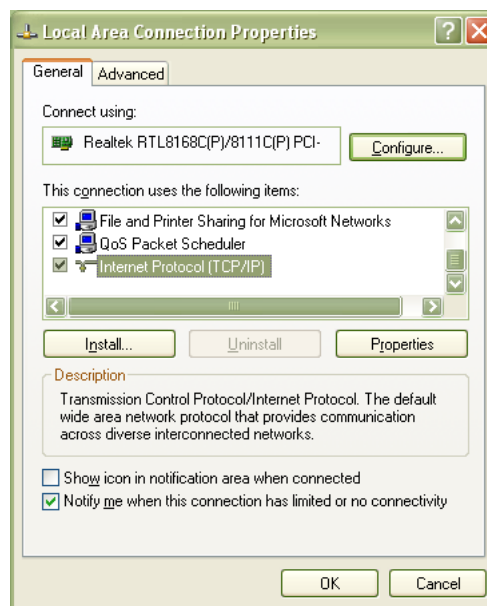 Local Area Connection Properties
General
Advanced
Connect using:
Realtek RTL8168C(P)/8111C(P) PCI-
Configure...
This connection uses the following items:
File and Printer Sharing for Microsoft Networks
QoS Packet Scheduler
Internet Protocol (TCP/IP)
Install...
Uninstall
Properties
Description
Transmission Control Protocol/Internet Protocol. The default
wide area network protocol that provides communication
across diverse interconnected networks.
Show icon in notification area when connected
Notify me when this connection has limited or no connectivity
OK
Cancel